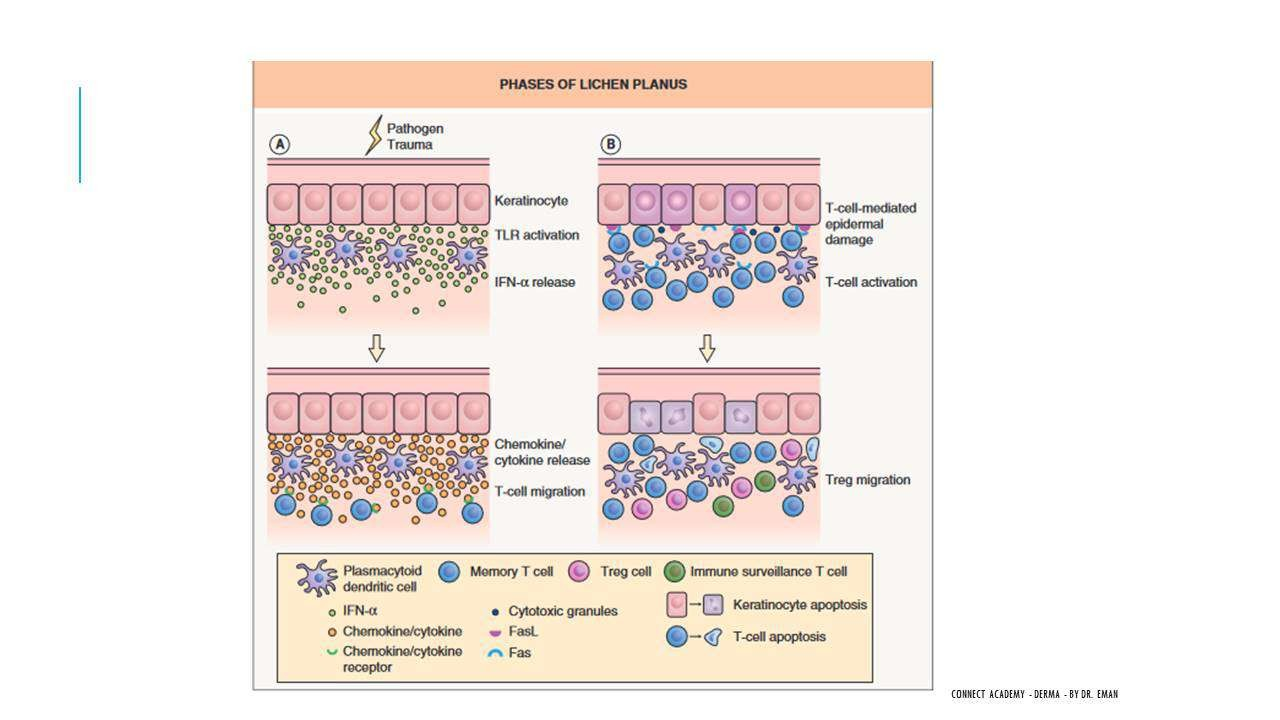 PHASES OF LICHEN PLANUS
A
Pathogen
Trauma
Keratinocyte
TLR activation
IFN-α release
Chemokine/
cytokine release
T-cell migration
B
T-cell-mediated
epidermal
damage
T-cell activation
Treg migration
Plasmacytoid
dendritic cell
Memory T cell
Treg cell
Immune surveillance T cell
IFN-α
Chemokine/cytokine
Chemokine/cytokine
receptor
Cytotoxic granules
FasL
Fas
Keratinocyte apoptosis
T-cell apoptosis
CONNECT ACADEMY - DERMA - BY DR. EMAN